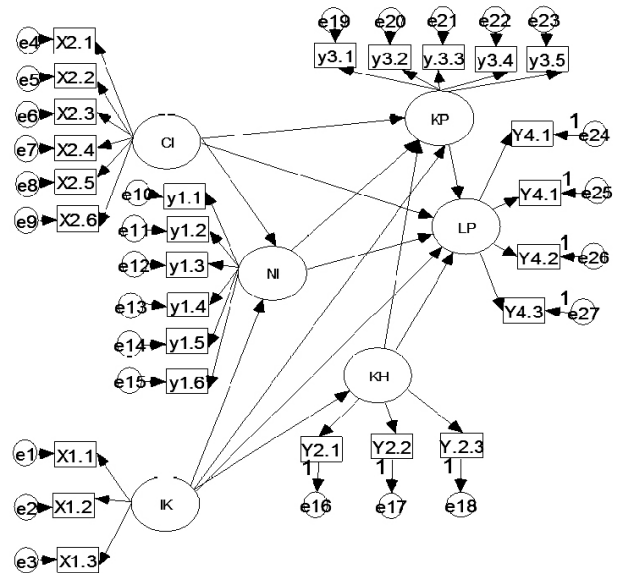 e19 e20 e21 e22 e23
y3.1 y3.2 y.3.3 y3.4 y3.5
e4 X2.1
e5 X2.2
e6 X2.3
e7 X2.4
e8 X2.5
e9 X2.6
CI
KP
Y4.1 1 e24
Y4.1 1 e25
Y4.2 1 e26
Y4.3 1 e27
LP
e10 y1.1
e11 y1.2
e12 y1.3
e13 y1.4
e14 y1.5
e15 y1.6
NI
KH
Y2.1 Y2.2 Y.2.3
1 1 1
e16 e17 e18
e1 X1.1
e2 X1.2
e3 X1.3
IK